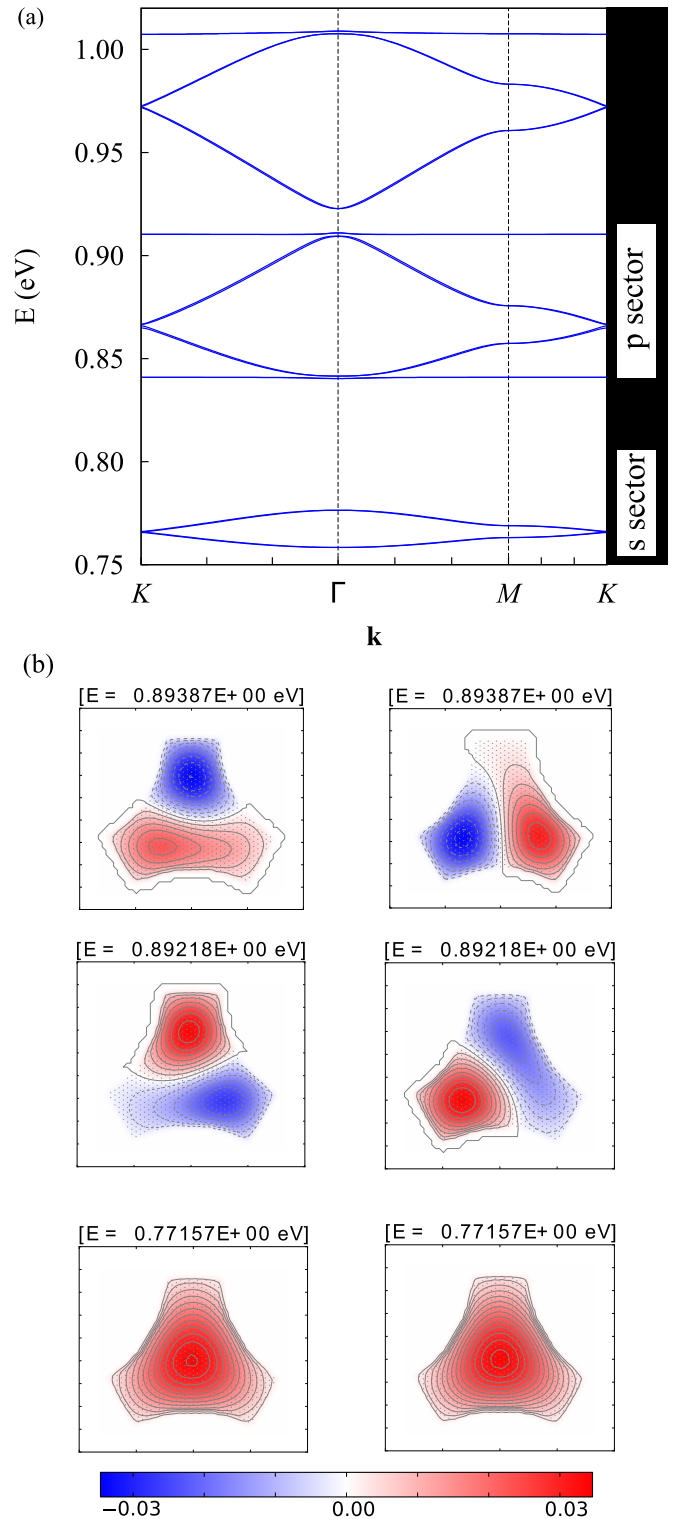 (a)
1.00
0.95
0.90
0.85
0.80
0.75
E (eV)
p sector
s sector
K Γ M K
k
(b)
[E = 0.89387E+00 eV] [E = 0.89387E+00 eV]
[E = 0.89218E+00 eV] [E = 0.89218E+00 eV]
[E = 0.77157E+00 eV] [E = 0.77157E+00 eV]
−0.03 0.00 0.03